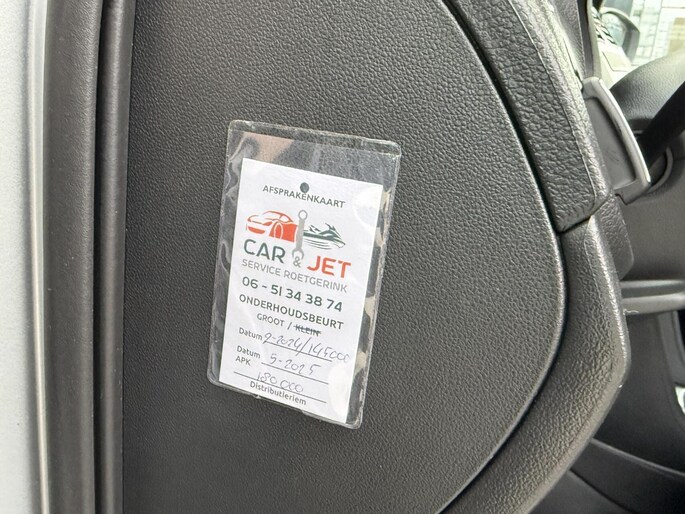 AFSPRAKENKAART
CAR & JET
SERVICE ROETGERINK
06 - 51 34 38 74
ONDERHOUDSBEURT
GROOT / KLEIN
Datum 9-2024/145000
Datum
APK 5-2025
180 000
Distributieriem